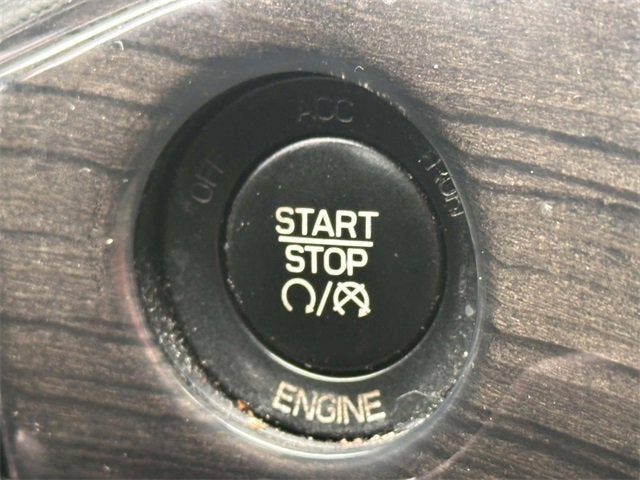 ACC
OFF
RUN
START
STOP
ENGINE